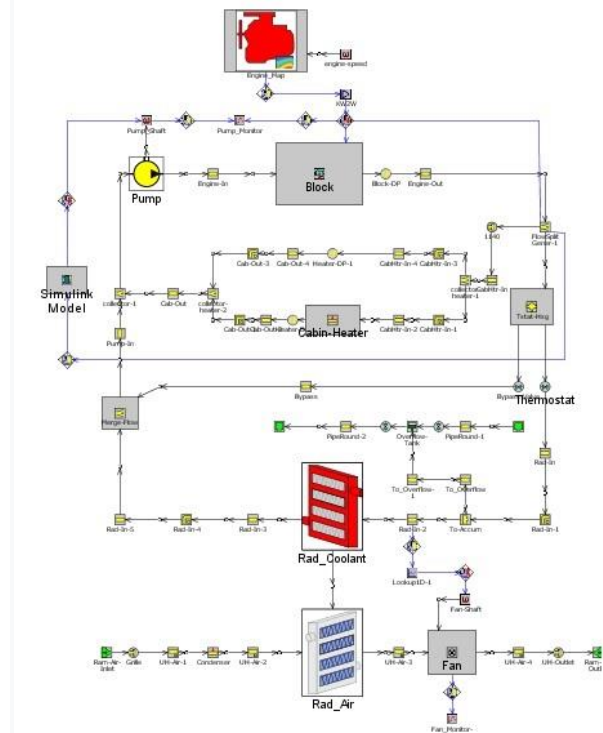 Engine_Map
engine-speed
KW2W
Pump_Shaft
Pump_Monitor
Pump
Engine-In
Block
Block-DP
Engine-Out
FlowSplit
1140
Cab-Out-3
Cab-Out-4
Heater-DP-1
CabHtr-In-4
CabHtr-In-3
Simulink
Model
collector-1
Cab-Out
collector-
heater-2
Cabin-Heater
CabHtr-In-2
CabHtr-In-1
collector-
heater-1
CabHtr-In
Tstat-Hsg
Pump-In
Bypass
Thermostat
Merge-Flow
PipeRound-2
Overflow-
Tank
PipeRound-1
Rad-In
To_Overflow-
1
To_Overflow
Rad-In-5
Rad-In-4
Rad-In-3
Rad-In-2
To-Accum
Rad-In-1
Rad_Coolant
Lookup1D-1
Fan-Shaft
Ram-Air-
Inlet
Grille
UH-Air-1
Condenser
UH-Air-2
UH-Air-3
Fan
UH-Air-4
UH-Outlet
Ram-
Rad_Air
Fan_Monitor-